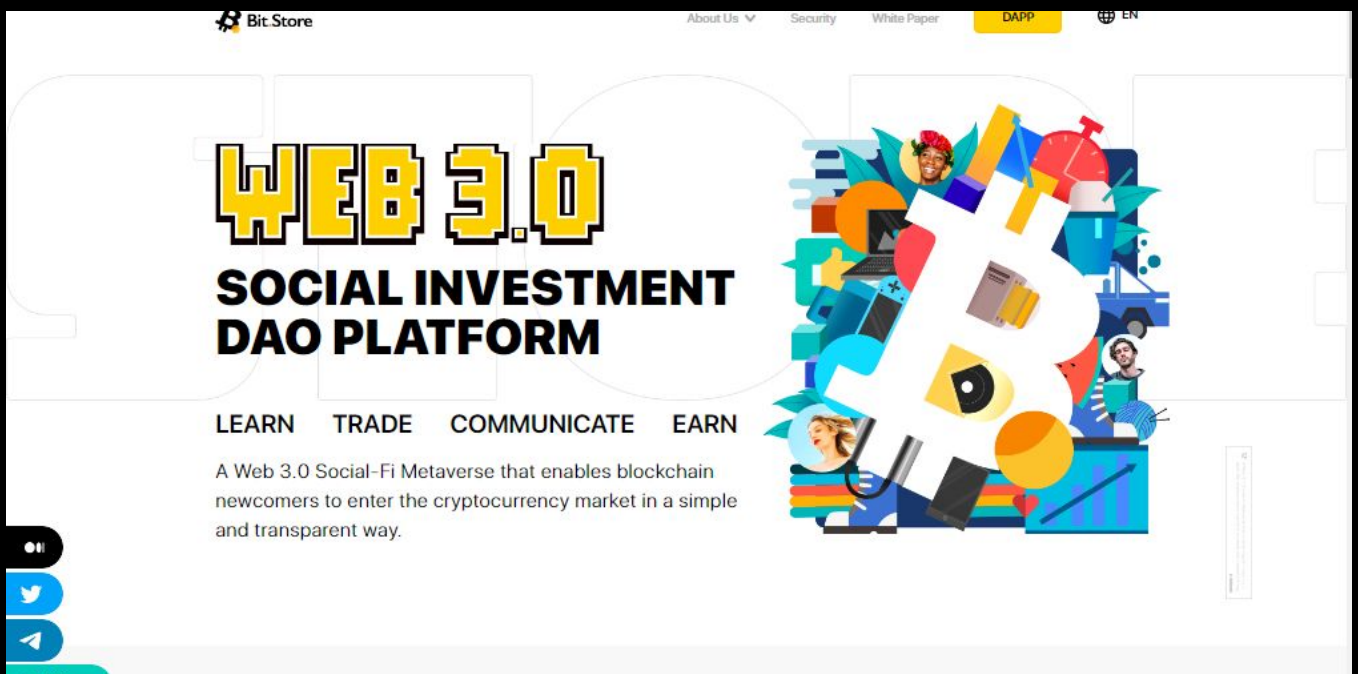 Bit.Store
About Us
Security
White Paper
DAPP
EN
WEB 3.0
SOCIAL INVESTMENT
DAO PLATFORM
LEARN TRADE COMMUNICATE EARN
A Web 3.0 Social-Fi Metaverse that enables blockchain
newcomers to enter the cryptocurrency market in a simple
and transparent way.